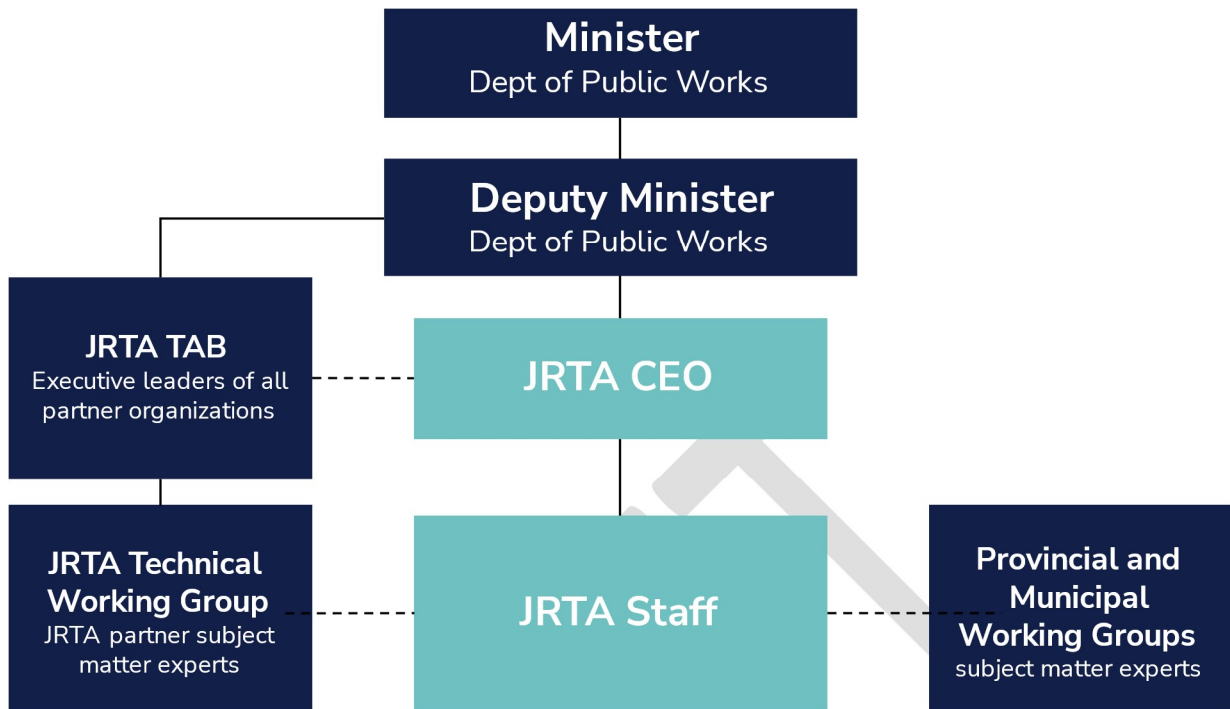 Minister
Dept of Public Works
Deputy Minister
Dept of Public Works
JRTA TAB
Executive leaders of all
partner organizations
JRTA CEO
JRTA Technical
Working Group
JRTA partner subject
matter experts
JRTA Staff
Provincial and
Municipal
Working Groups
subject matter experts